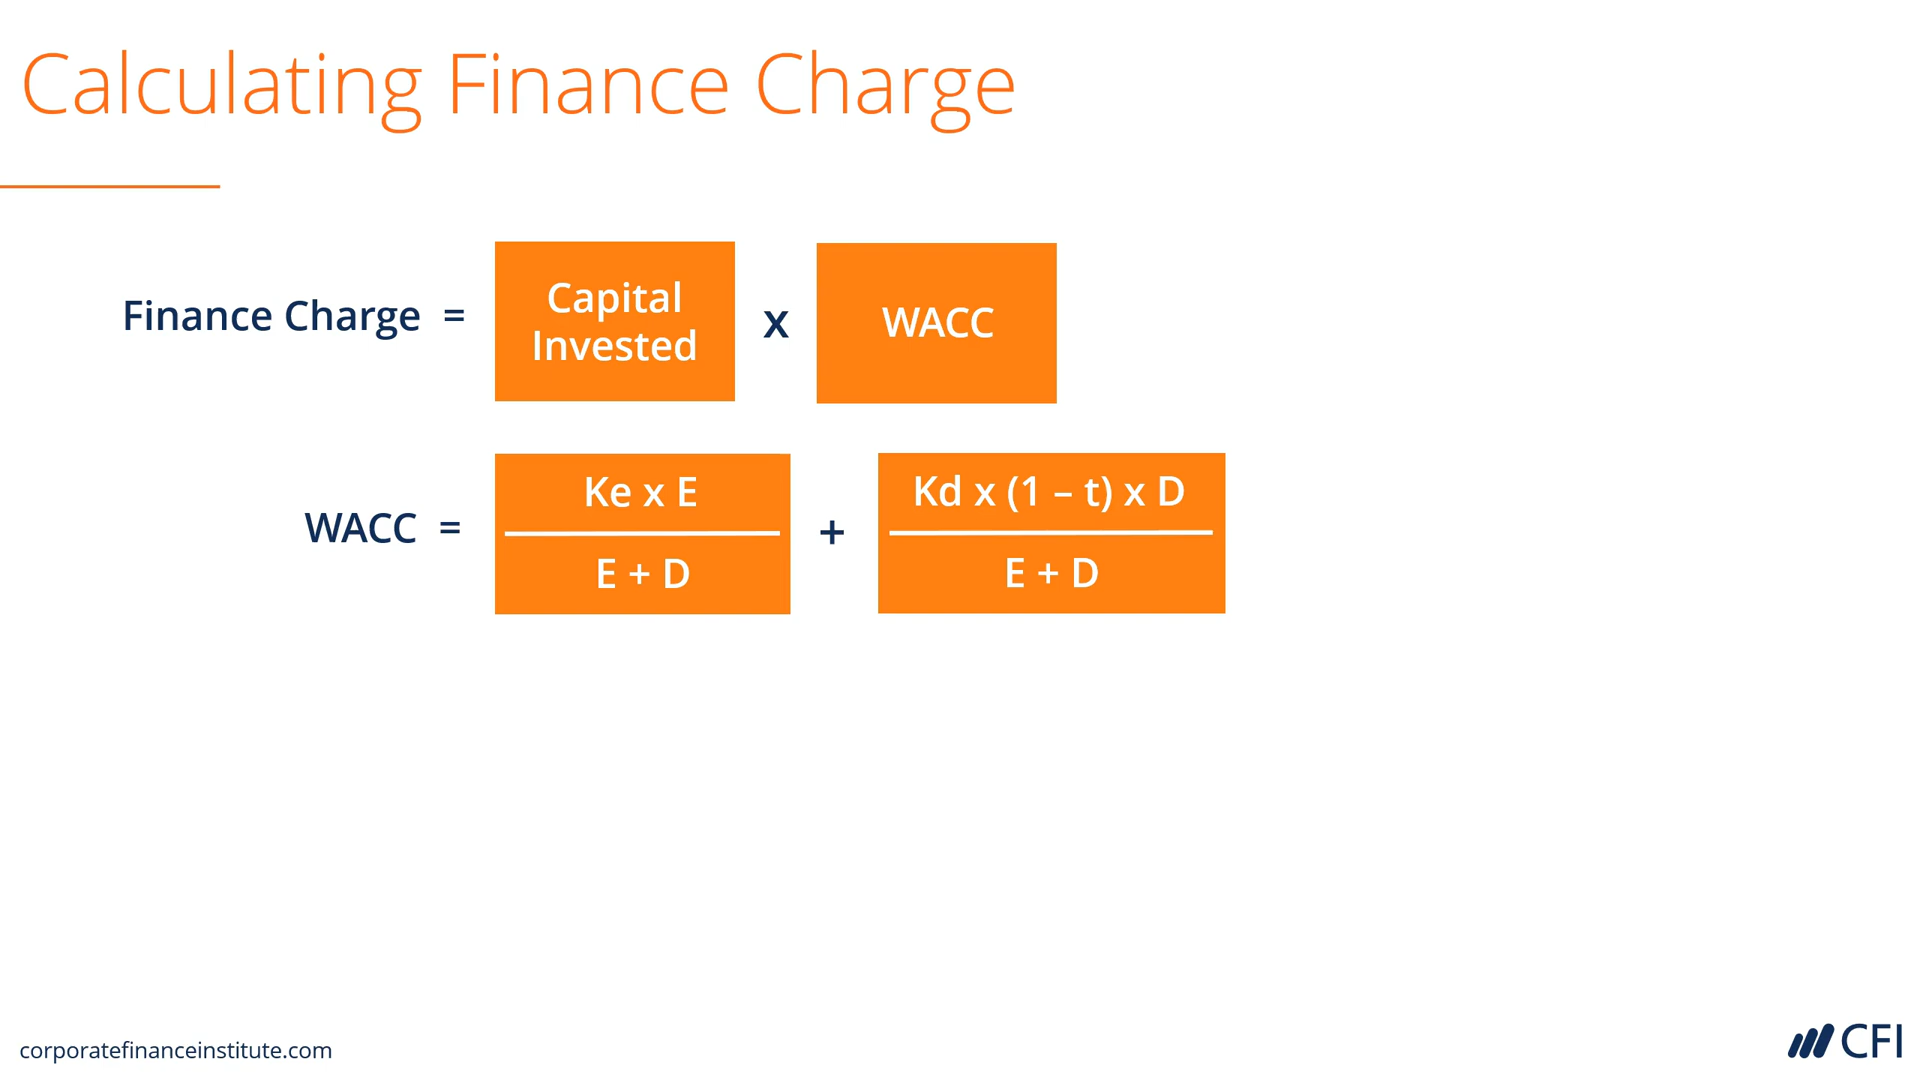 Calculating Finance Charge
Finance Charge =
Capital
Invested
x
WACC
WACC =
Ke x E
E + D
+
Kd x (1 – t) x D
E + D
corporatefinanceinstitute.com
CFI